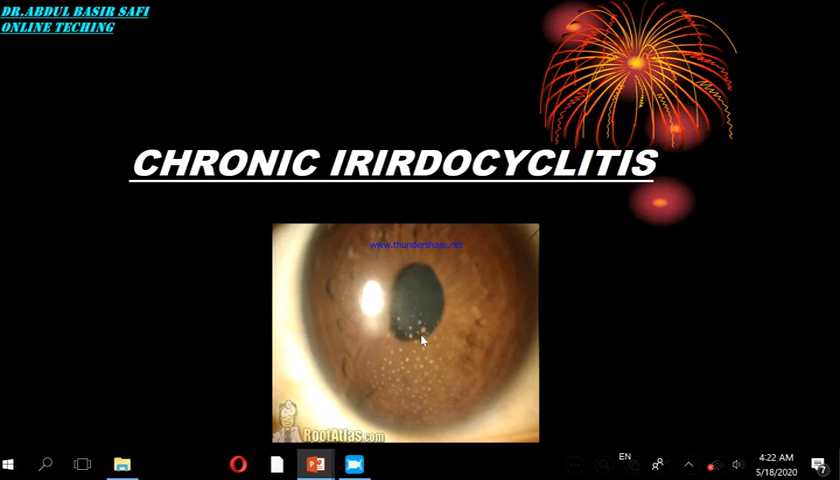 DR.ABDUL BASIR SAFI
ONLINE TECHING
CHRONIC IRIRDOCYCLITIS
www.thundershare.net
RootAtlas.com
EN
4:22 AM
5/18/2020
7